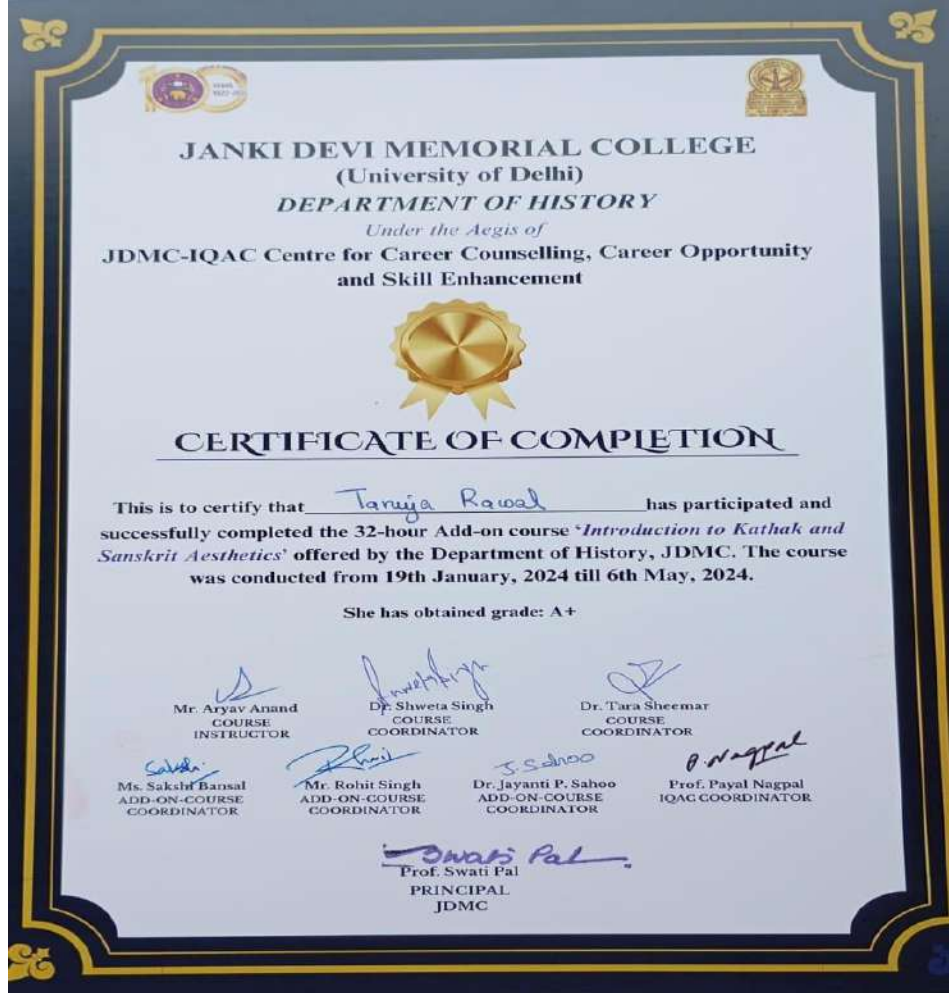 JANKI DEVI MEMORIAL COLLEGE
(University of Delhi)
DEPARTMENT OF HISTORY
Under the Aegis of
JDMC-IQAC Centre for Career Counselling, Career Opportunity
and Skill Enhancement
CERTIFICATE OF COMPLETION
This is to certify that Tanuja Rawal has participated and
successfully completed the 32-hour Add-on course ‘Introduction to Kathak and
Sanskrit Aesthetics’ offered by the Department of History, JDMC. The course
was conducted from 19th January, 2024 till 6th May, 2024.
She has obtained grade: A+
Mr. Aryav Anand
COURSE
INSTRUCTOR
Shweta Singh
Dr. Shweta Singh
COURSE
COORDINATOR
Dr. Tara Sheemar
COURSE
COORDINATOR
Sakshi
Ms. Sakshi Bansal
ADD-ON-COURSE
COORDINATOR
Rohit
Mr. Rohit Singh
ADD-ON-COURSE
COORDINATOR
J. Sahoo
Dr. Jayanti P. Sahoo
ADD-ON-COURSE
COORDINATOR
P. Nagpal
Prof. Payal Nagpal
IQAC COORDINATOR
Swati Pal
Prof. Swati Pal
PRINCIPAL
JDMC